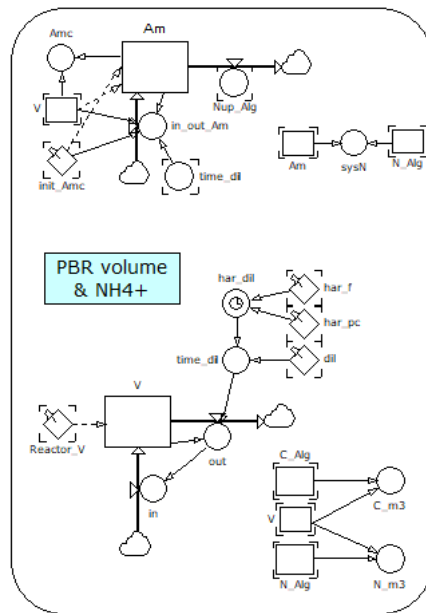 Amc
Am
V
Nup_Alg
in_out_Am
init_Amc
time_dil
Am
sysN
N_Alg
PBR volume
& NH4+
har_dil
har_f
har_pc
time_dil
dil
V
Reactor_V
out
in
C_Alg
C_m3
V
N_Alg
N_m3